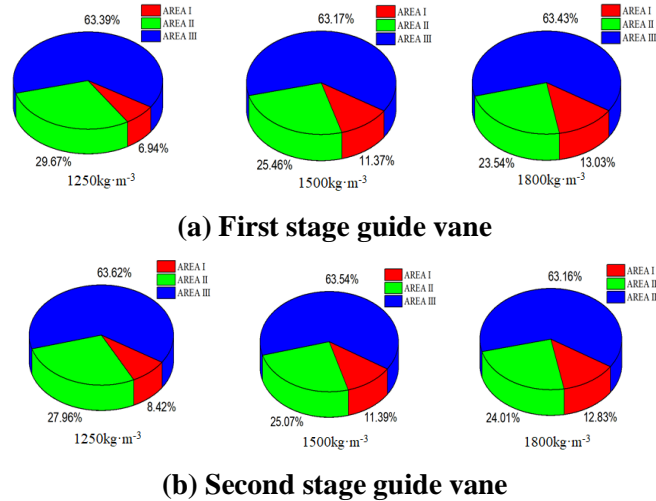 63.39%
AREA I
AREA II
AREA III
29.67%
6.94%
1250kg·m-3
63.17%
AREA I
AREA II
AREA III
25.46%
11.37%
1500kg·m-3
63.43%
AREA I
AREA II
AREA III
23.54%
13.03%
1800kg·m-3
(a) First stage guide vane
63.62%
AREA I
AREA II
AREA III
27.96%
8.42%
1250kg·m-3
63.54%
AREA I
AREA II
AREA III
25.07%
11.39%
1500kg·m-3
63.16%
AREA I
AREA II
AREA II
24.01%
12.83%
1800kg·m-3
(b) Second stage guide vane